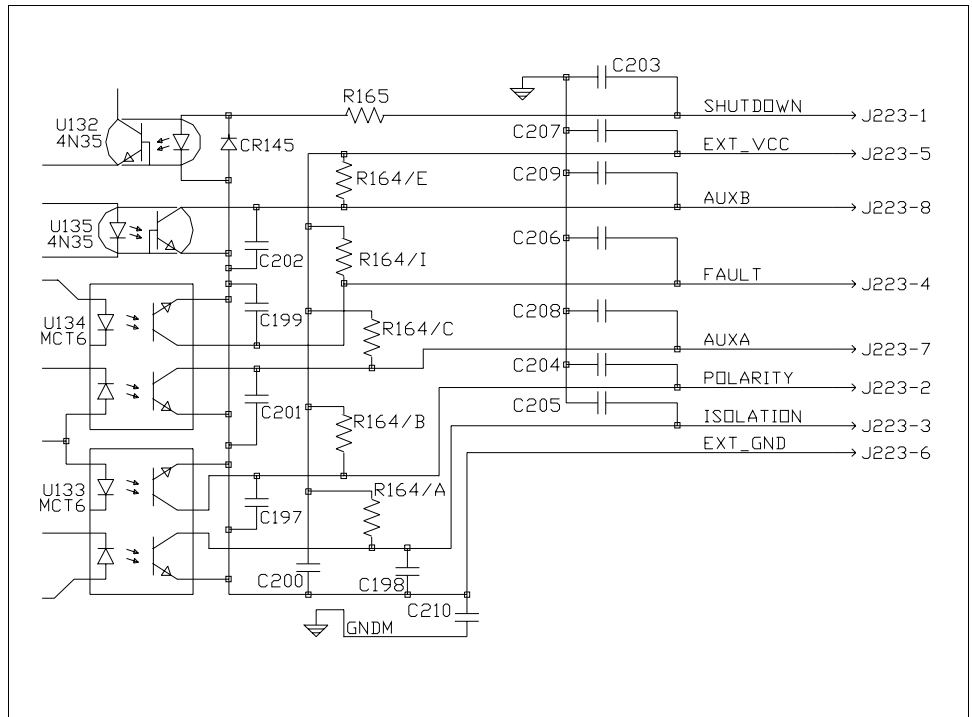 C203
R165
SHUTDOWN
J223-1
U132
4N35
CR145
C207
EXT_VCC
J223-5
R164/E
C209
AUXB
J223-8
U135
4N35
C202
R164/I
C206
FAULT
J223-4
C199
U134
MCT6
R164/C
C208
AUXA
J223-7
C204
POLARITY
J223-2
C201
R164/B
C205
ISOLATION
J223-3
EXT_GND
J223-6
U133
MCT6
R164/A
C197
C200
C198
C210
GNDM